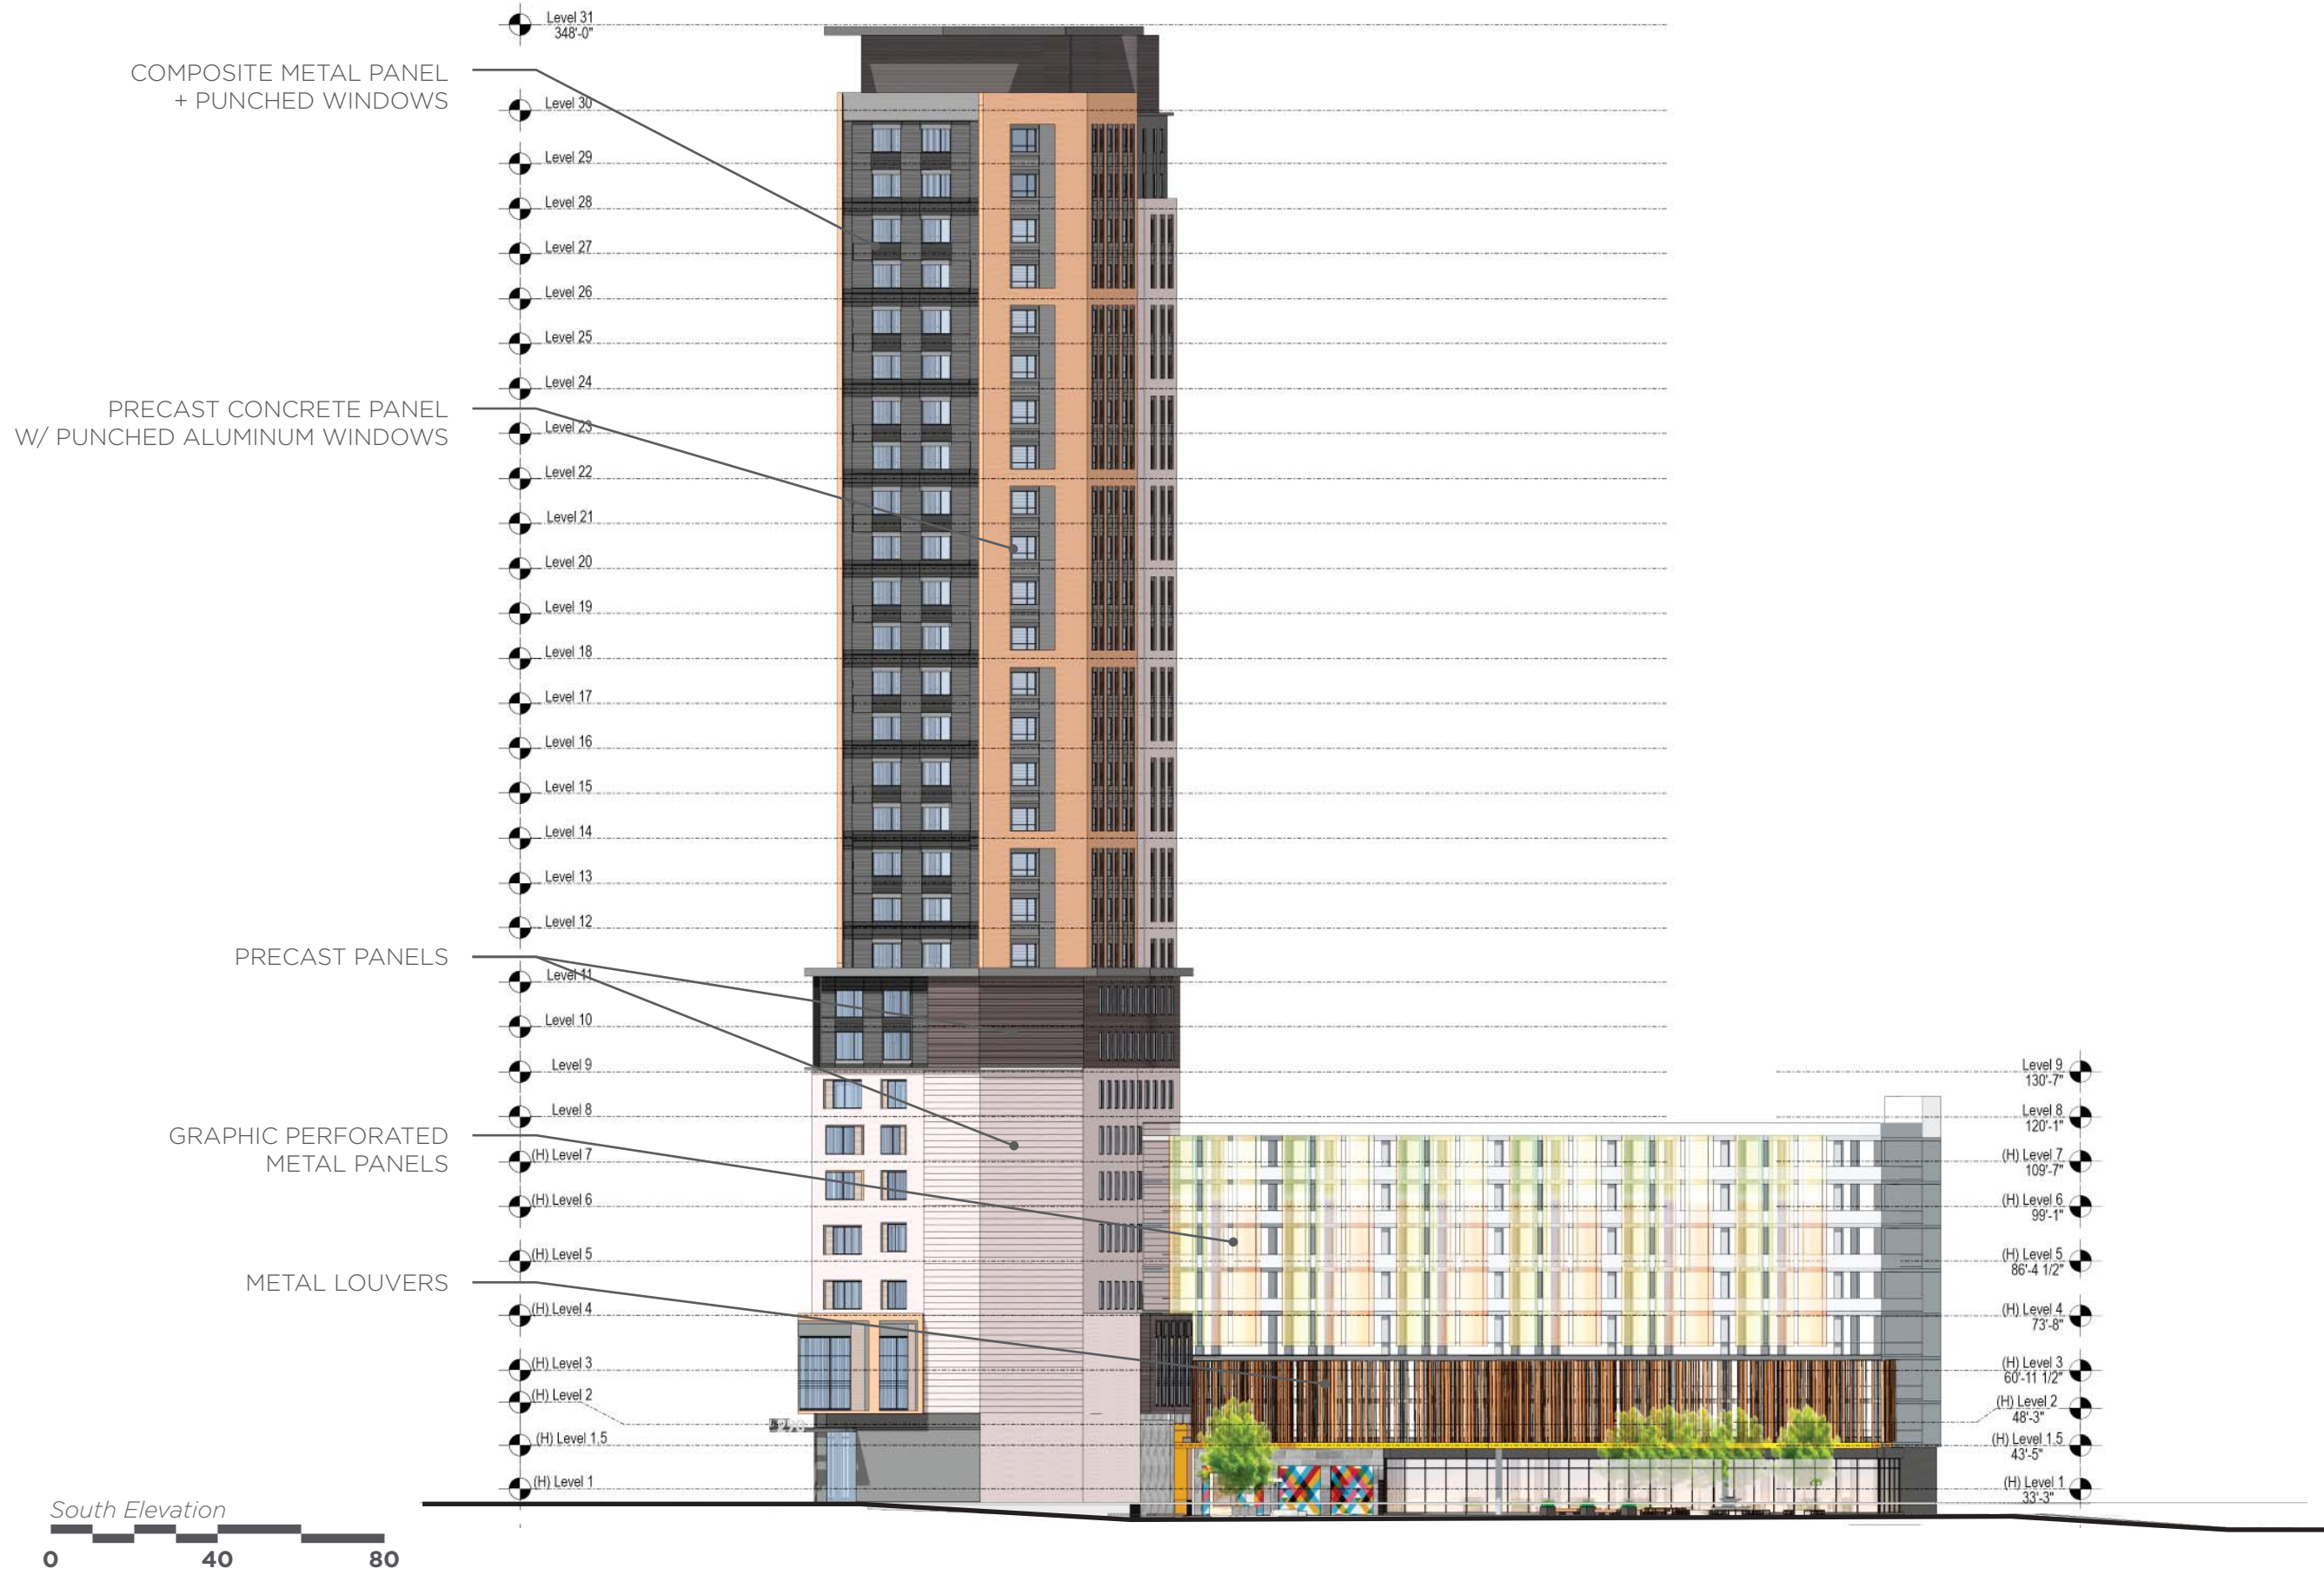 Level 31
348'-0"
COMPOSITE METAL PANEL
+ PUNCHED WINDOWS
Level 30
Level 29
Level 28
Level 27
Level 26
Level 25
Level 24
PRECAST CONCRETE PANEL
W/ PUNCHED ALUMINUM WINDOWS
Level 23
Level 22
Level 21
Level 20
Level 19
Level 18
Level 17
Level 16
Level 15
Level 14
Level 13
Level 12
PRECAST PANELS
Level 11
Level 10
Level 9
Level 8
GRAPHIC PERFORATED
METAL PANELS
(H) Level 7
(H) Level 6
(H) Level 5
METAL LOUVERS
(H) Level 4
(H) Level 3
(H) Level 2
(H) Level 1.5
(H) Level 1
Level 9
130'-7"
Level 8
120'-1"
(H) Level 7
109'-7"
(H) Level 6
99'-1"
(H) Level 5
86'-4 1/2"
(H) Level 4
73'-8"
(H) Level 3
60'-11 1/2"
(H) Level 2
48'-3"
(H) Level 1.5
43'-5"
(H) Level 1
33'-3"
South Elevation
0 40 80